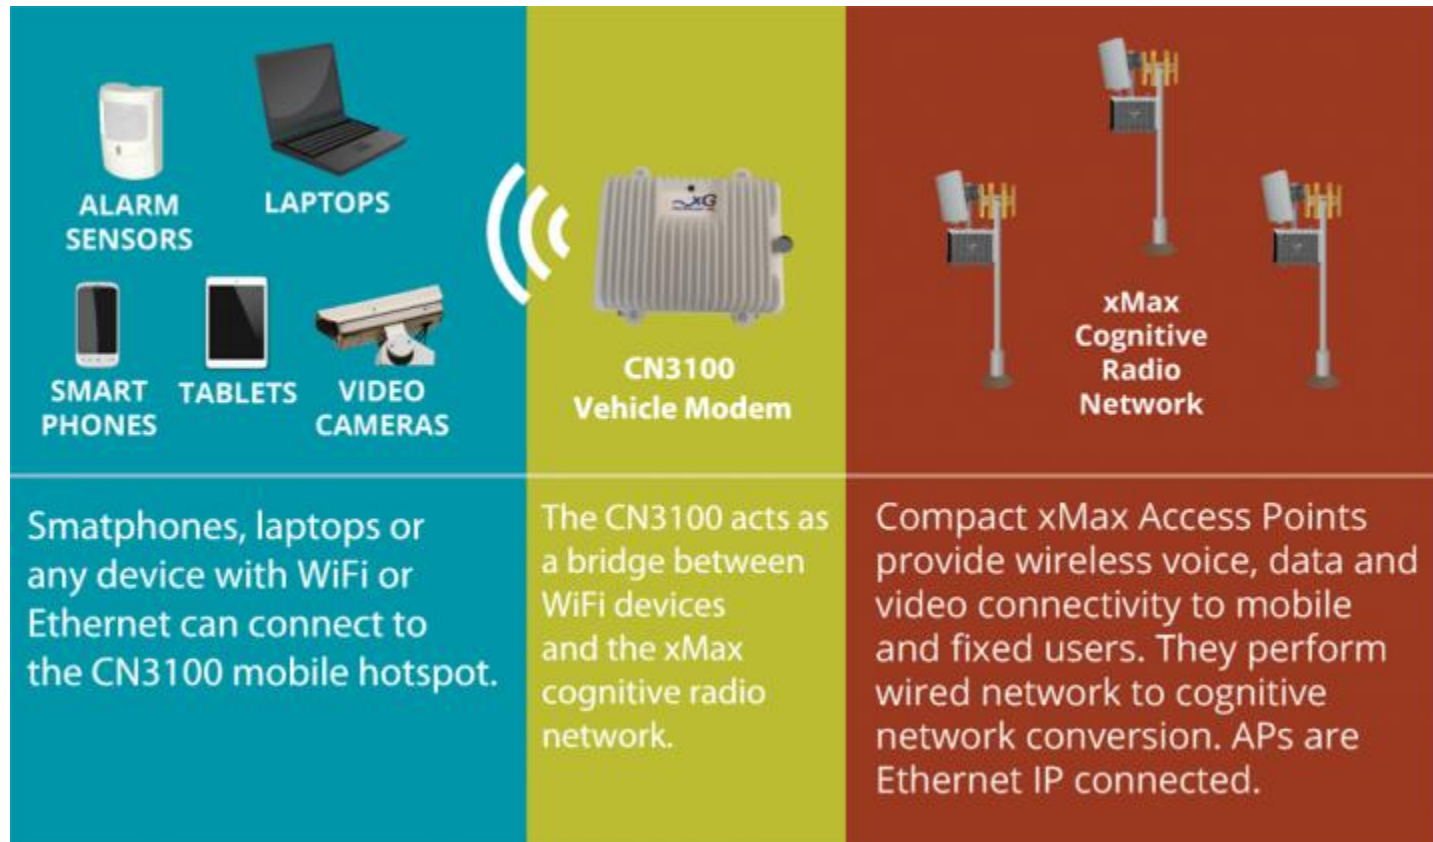 ALARM
SENSORS
LAPTOPS
SMART
PHONES
TABLETS
VIDEO
CAMERAS
xG
CN3100
Vehicle Modem
xMax
Cognitive
Radio
Network
Smatphones, laptops or
any device with WiFi or
Ethernet can connect to
the CN3100 mobile hotspot.
The CN3100 acts as
a bridge between
WiFi devices
and the xMax
cognitive radio
network.
Compact xMax Access Points
provide wireless voice, data and
video connectivity to mobile
and fixed users. They perform
wired network to cognitive
network conversion. APs are
Ethernet IP connected.